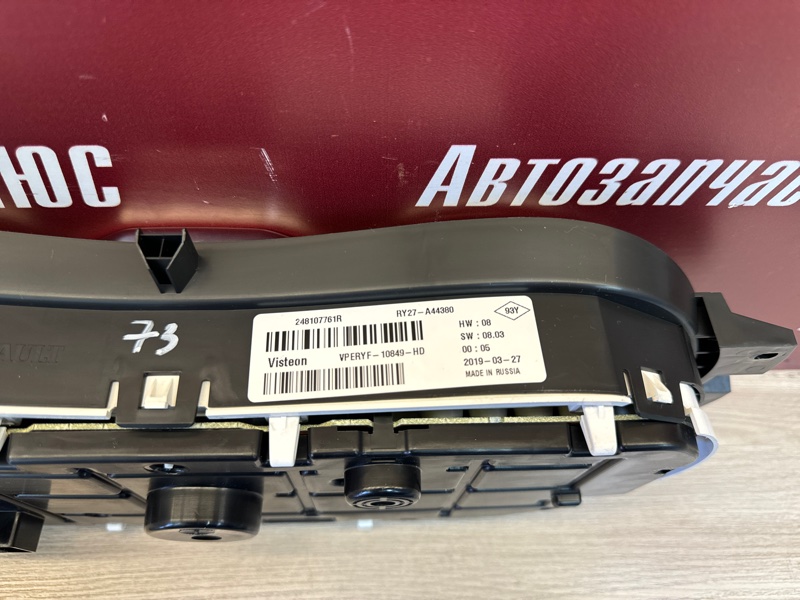 ЮС
Автозапчас
73
248107761R
RY27-A44380
93Y
Visteon
VPERYF-10849-HD
HW : 08
SW : 08.03
00 : 05
2019-03-27
MADE IN RUSSIA